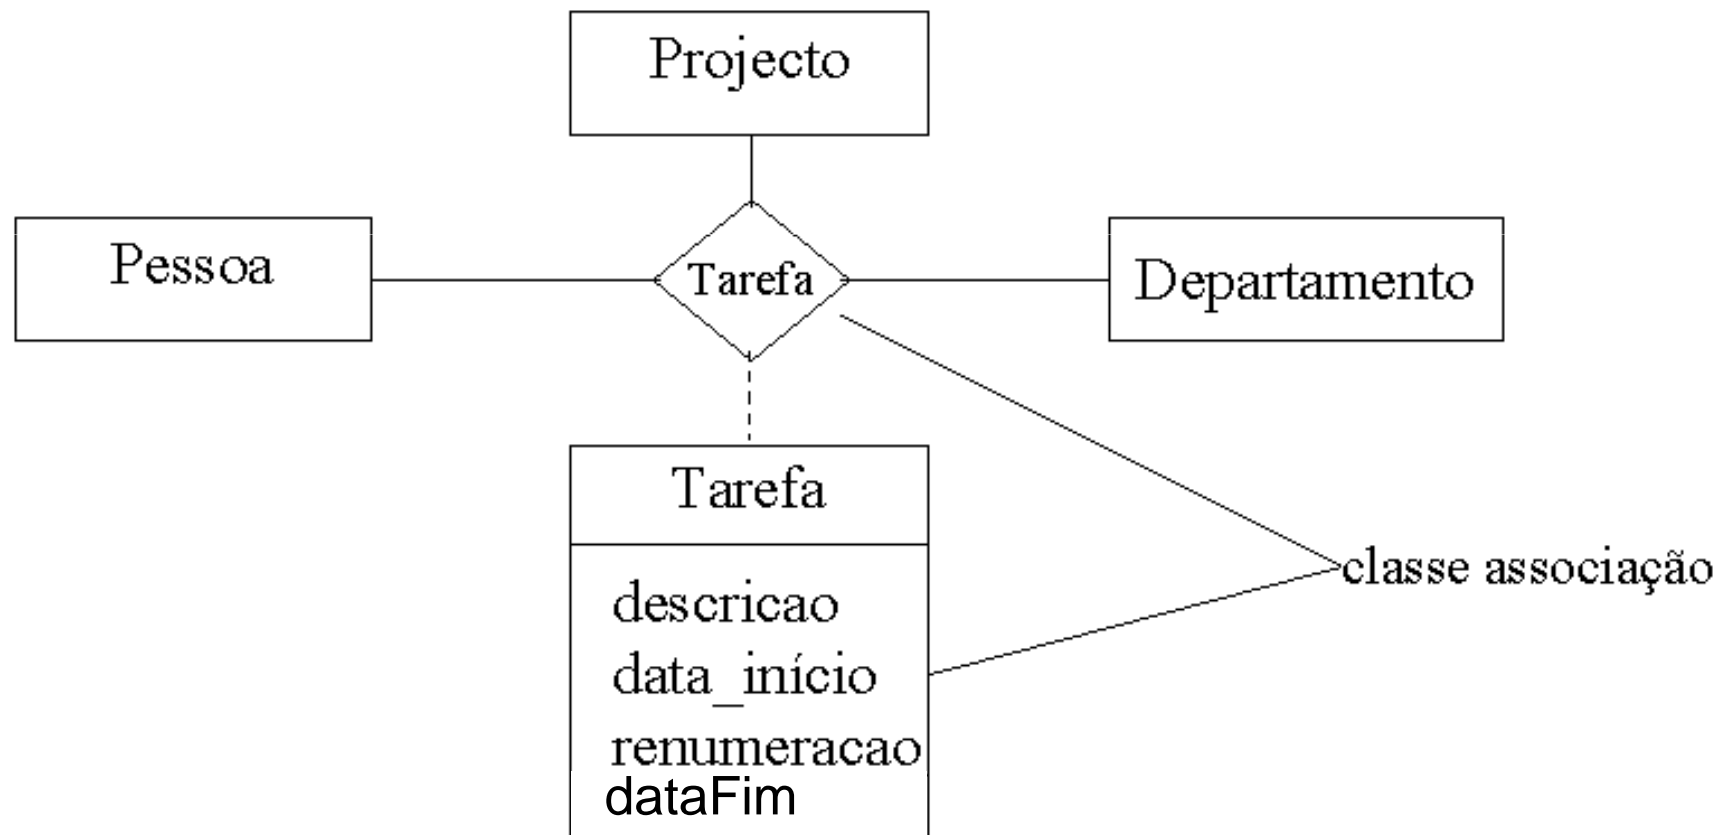 Projecto
Pessoa
Tarefa
Departamento
Tarefa
descricao
data_início
renumeracao
dataFim
classe associação